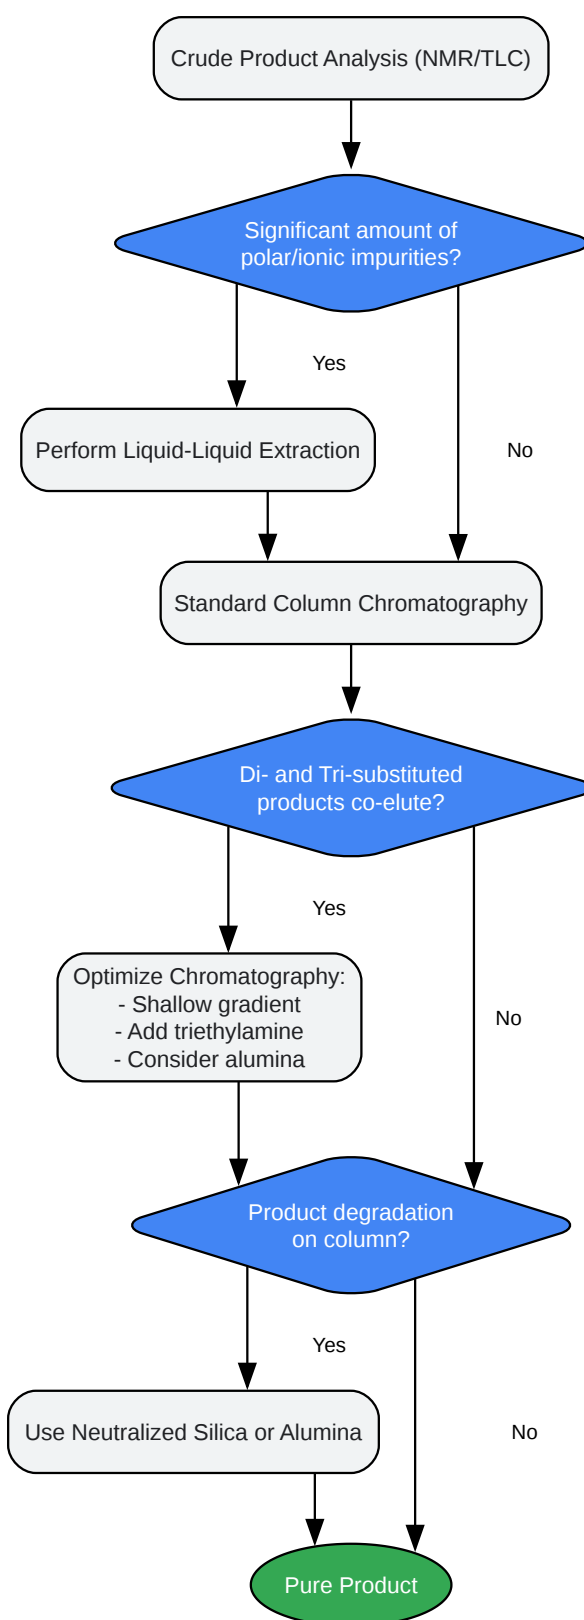 Crude Product Analysis (NMR/TLC)
Significant amount of
polar/ionic impurities?
Yes
Perform Liquid-Liquid Extraction
No
Standard Column Chromatography
Di- and Tri-substituted
products co-elute?
Yes
Optimize Chromatography:
- Shallow gradient
- Add triethylamine
- Consider alumina
No
Product degradation
on column?
Yes
Use Neutralized Silica or Alumina
No
Pure Product